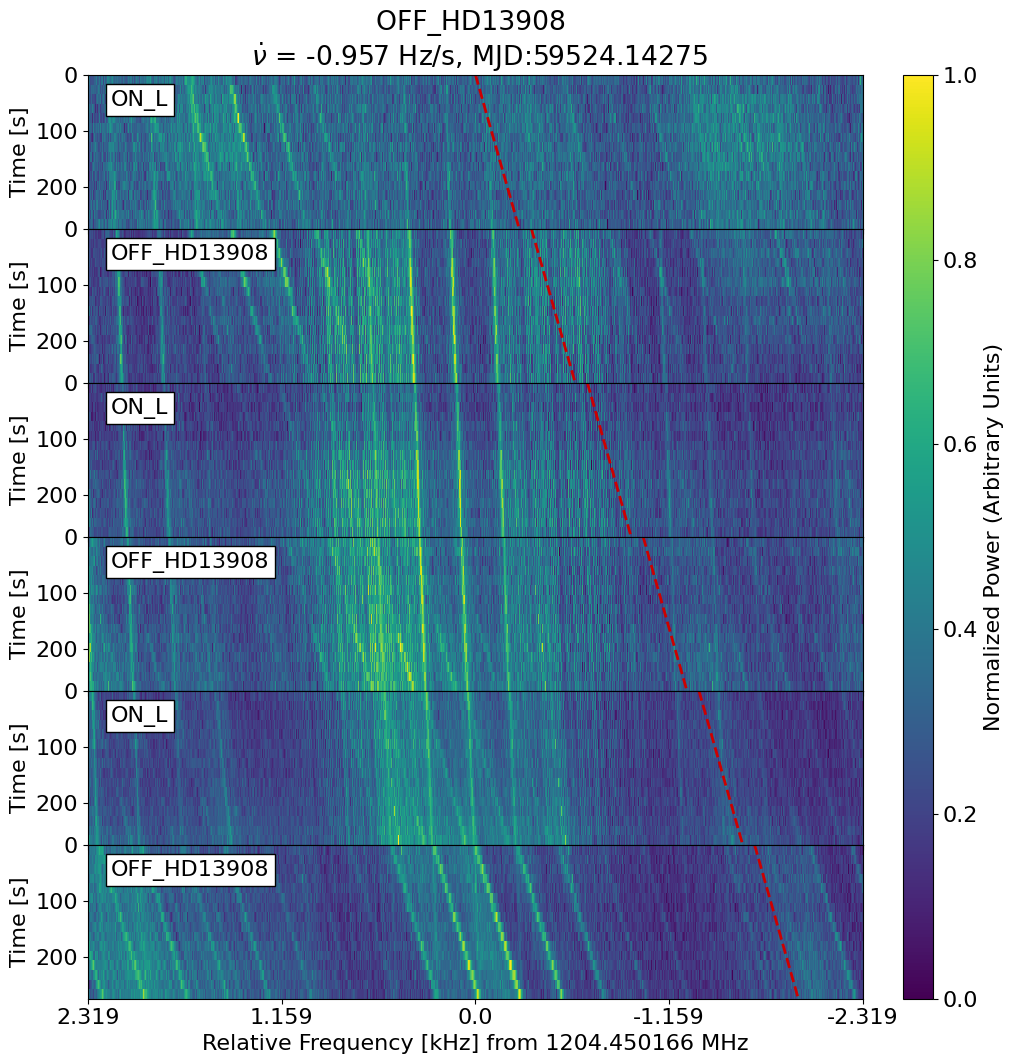 OFF_HD13908
ν̇ = -0.957 Hz/s, MJD:59524.14275
0
100
200
Time [s]
ON_L
0
100
200
Time [s]
OFF_HD13908
0
100
200
Time [s]
ON_L
0
100
200
Time [s]
OFF_HD13908
0
100
200
Time [s]
ON_L
0
100
200
Time [s]
OFF_HD13908
2.319
1.159
0.0
-1.159
-2.319
Relative Frequency [kHz] from 1204.450166 MHz
1.0
0.8
0.6
0.4
0.2
0.0
Normalized Power (Arbitrary Units)